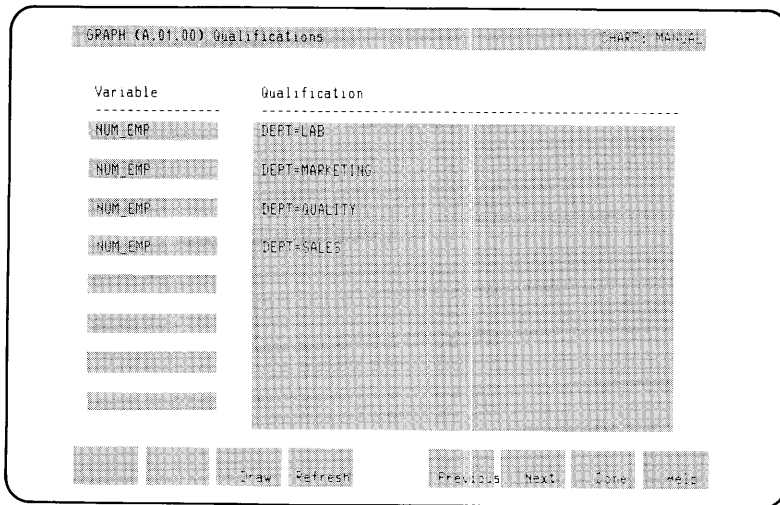 GRAPH (A.01.00) Qualifications CHART: MANUAL
Variable Qualification
NUM_EMP DEPT=LAB
NUM_EMP DEPT=MARKETING
NUM_EMP DEPT=QUALITY
NUM_EMP DEPT=SALES
Draw Refresh Previous Next Done Help